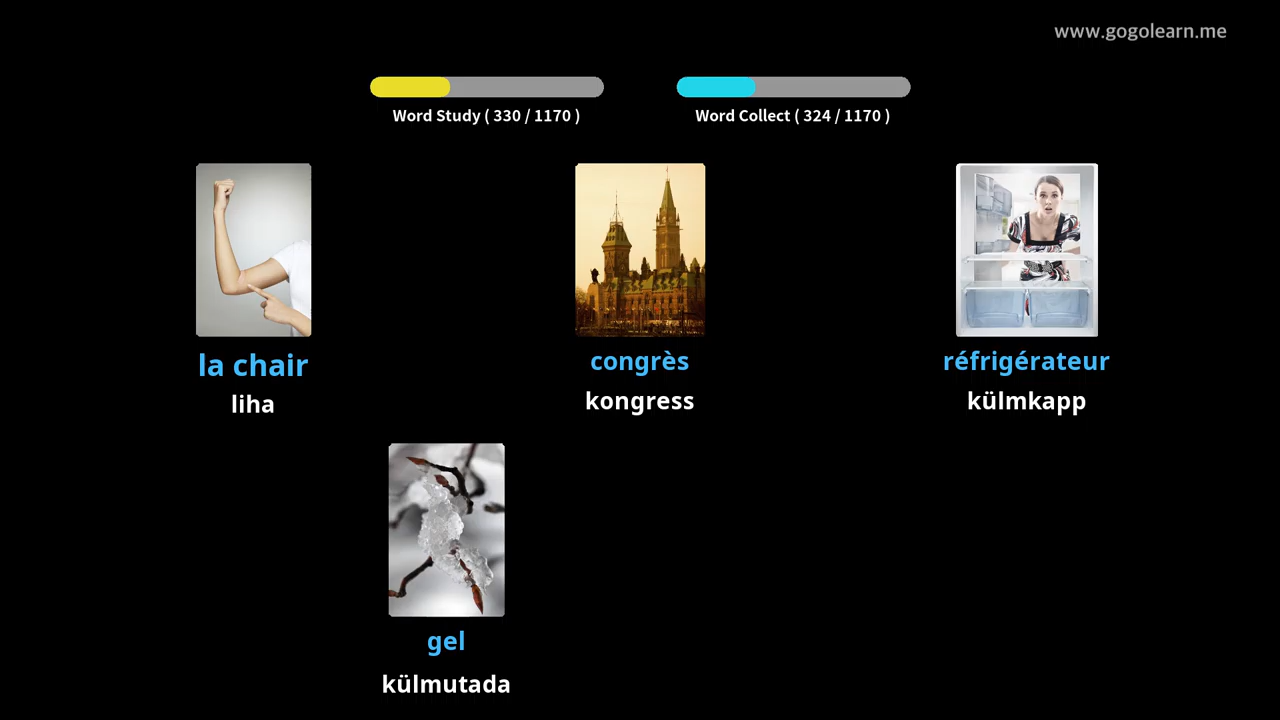 www.gogolearn.me
Word Study ( 330 / 1170 )
Word Collect ( 324 / 1170 )
la chair
liha
congrès
kongress
réfrigérateur
külmkapp
gel
külmutada